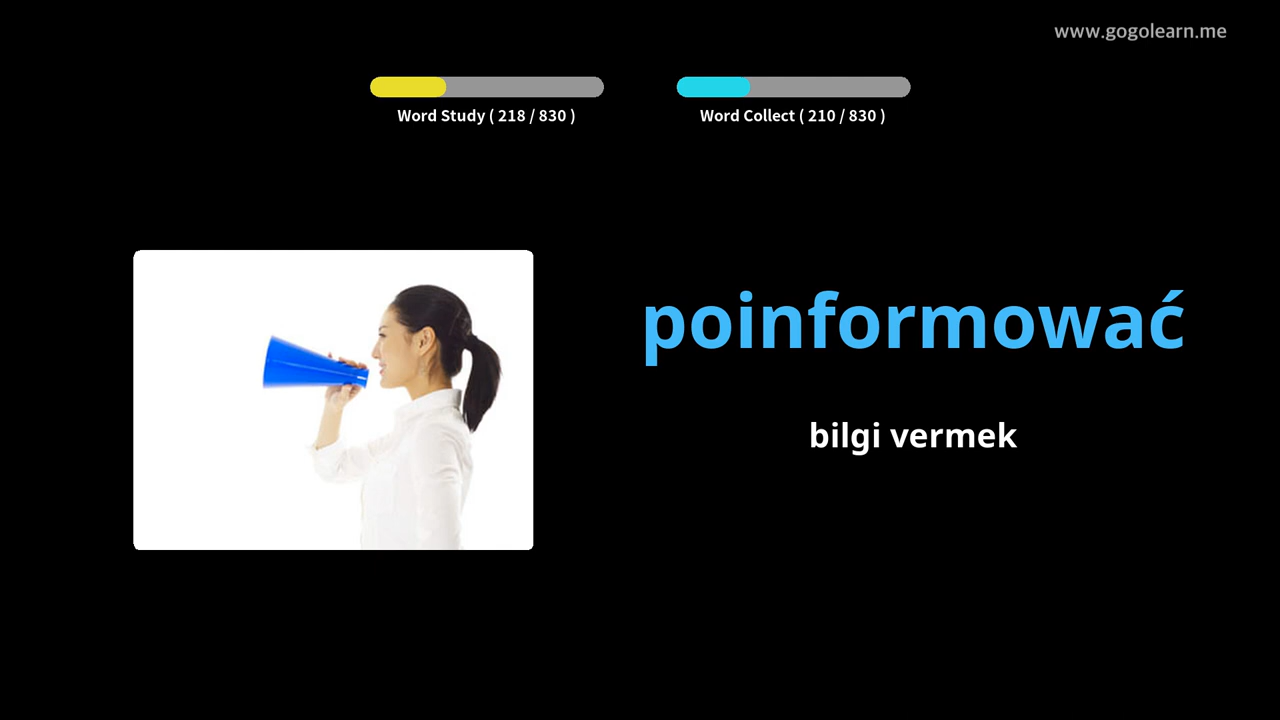 www.gogolearn.me
Word Study ( 218 / 830 )
Word Collect ( 210 / 830 )
poinformować
bilgi vermek